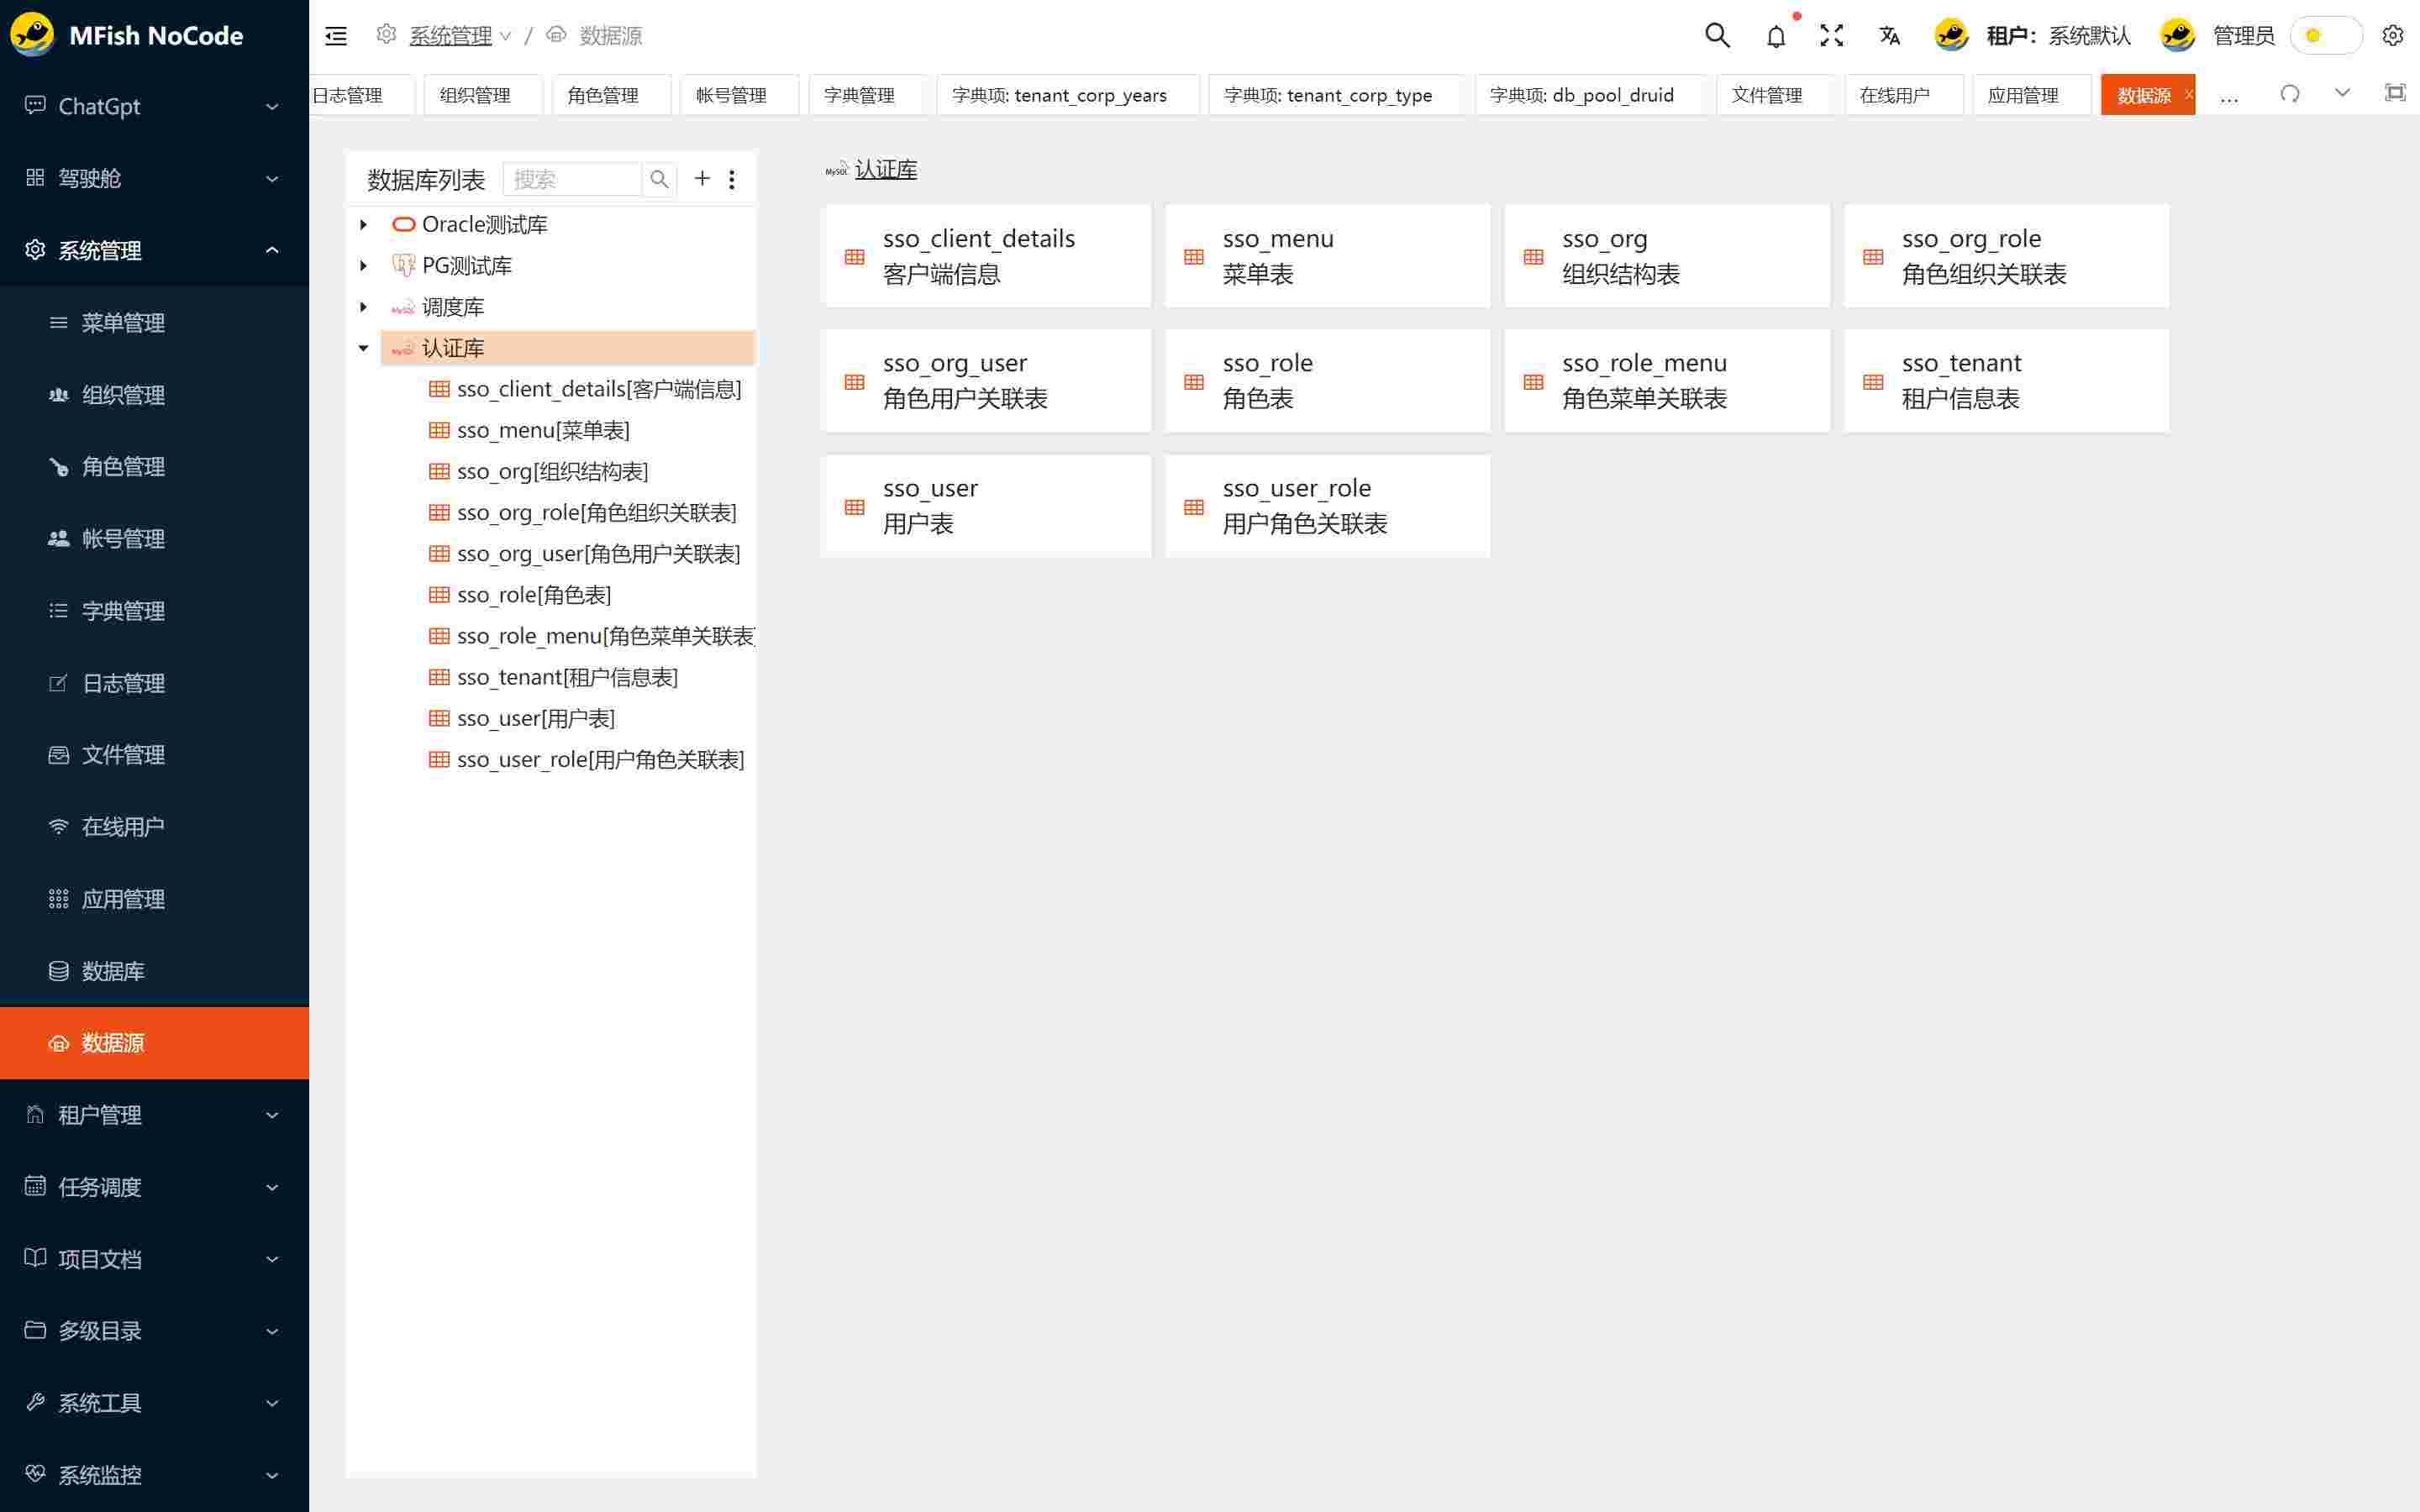 MFish NoCode
系统管理 / 数据源
租户：系统默认
管理员
日志管理
组织管理
角色管理
帐号管理
字典管理
字典项: tenant_corp_years
字典项: tenant_corp_type
字典项: db_pool_druid
文件管理
在线用户
应用管理
数据源
...
ChatGpt
驾驶舱
系统管理
菜单管理
组织管理
角色管理
帐号管理
字典管理
日志管理
文件管理
在线用户
应用管理
数据库
数据源
租户管理
任务调度
项目文档
多级目录
系统工具
系统监控
数据库列表
搜索
Oracle测试库
PG测试库
MySQL 调度库
MySQL 认证库
sso_client_details[客户端信息]
sso_menu[菜单表]
sso_org[组织结构表]
sso_org_role[角色组织关联表]
sso_org_user[角色用户关联表]
sso_role[角色表]
sso_role_menu[角色菜单关联表]
sso_tenant[租户信息表]
sso_user[用户表]
sso_user_role[用户角色关联表]
MySQL 认证库
sso_client_details
客户端信息
sso_menu
菜单表
sso_org
组织结构表
sso_org_role
角色组织关联表
sso_org_user
角色用户关联表
sso_role
角色表
sso_role_menu
角色菜单关联表
sso_tenant
租户信息表
sso_user
用户表
sso_user_role
用户角色关联表